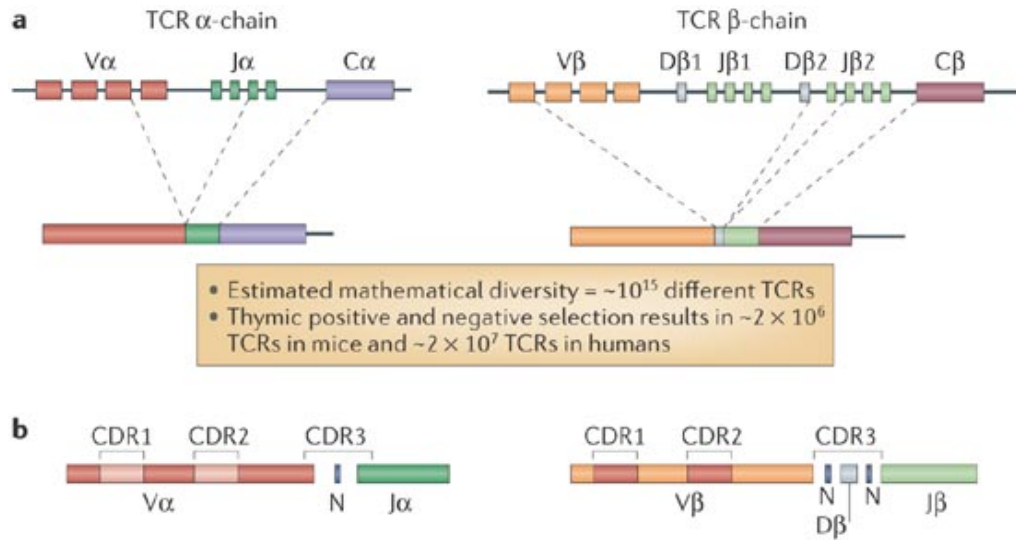 a
TCR α-chain
TCR β-chain
Vα
Jα
Cα
Vβ
Dβ1
Jβ1
Dβ2
Jβ2
Cβ
• Estimated mathematical diversity = ~10¹⁵ different TCRs
• Thymic positive and negative selection results in ~2 × 10⁶
TCRs in mice and ~2 × 10⁷ TCRs in humans
b
CDR1
CDR2
CDR3
Vα
N
Jα
CDR1
CDR2
CDR3
Vβ
N
Dβ
N
Jβ